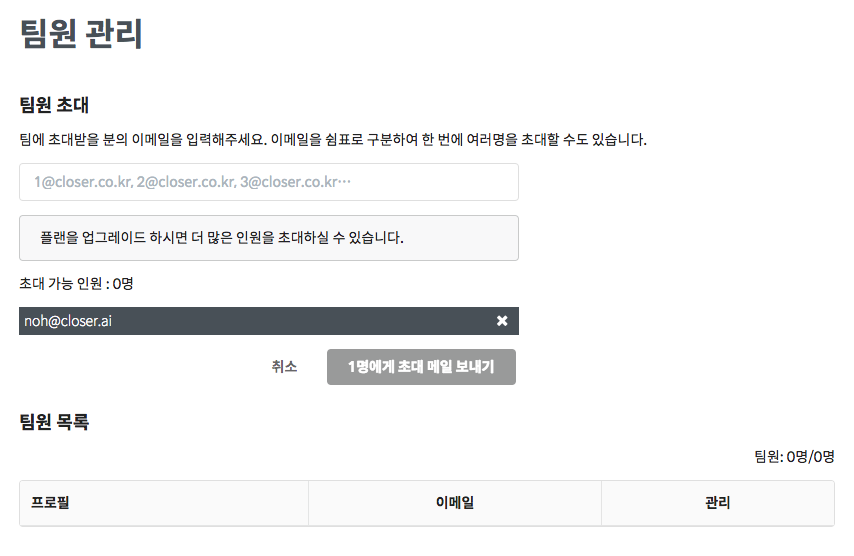 팀원 관리
팀원 초대
팀에 초대받을 분의 이메일을 입력해주세요. 이메일을 쉼표로 구분하여 한 번에 여러명을 초대할 수도 있습니다.
1@closer.co.kr, 2@closer.co.kr, 3@closer.co.kr…
플랜을 업그레이드 하시면 더 많은 인원을 초대하실 수 있습니다.
초대 가능 인원 : 0명
noh@closer.ai ✖
취소 1명에게 초대 메일 보내기
팀원 목록
팀원: 0명/0명
프로필 이메일 관리